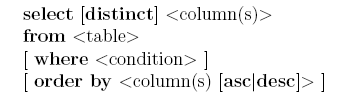 select [distinct] <column(s)>
from <table>
[ where <condition> ]
[ order by <column(s) [asc|desc]> ]